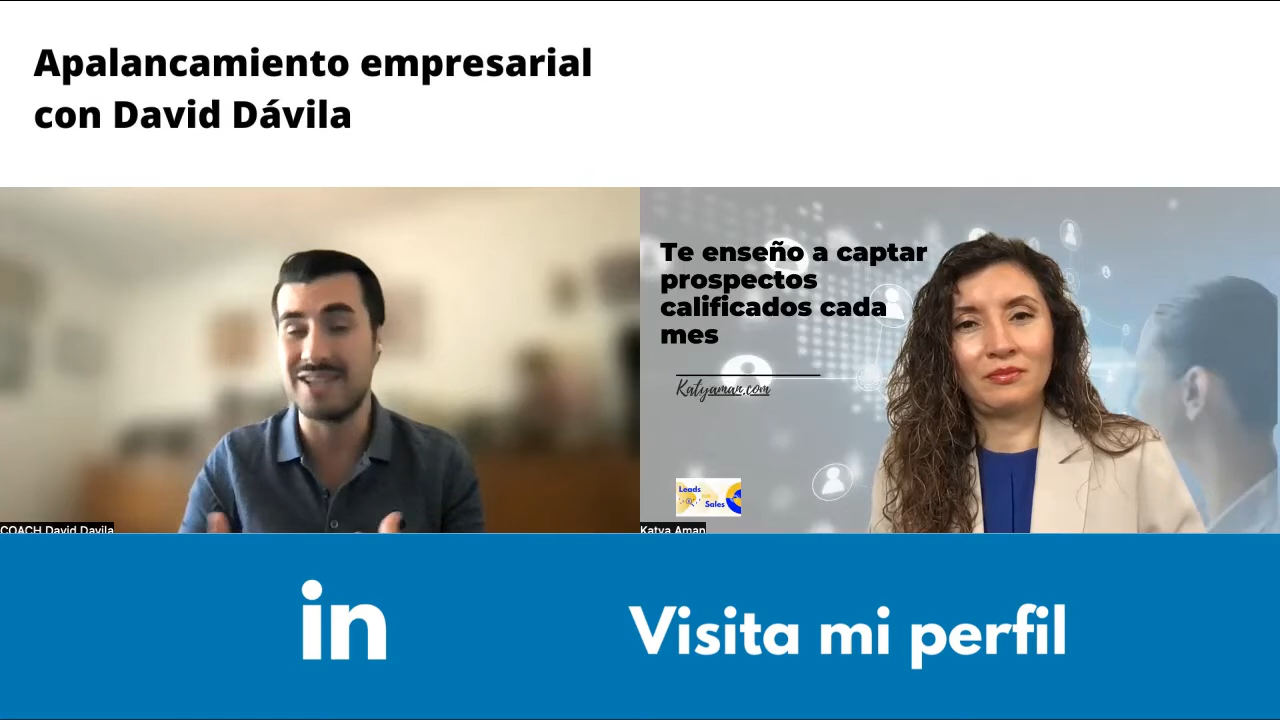 Apalancamiento empresarial
con David Dávila
Te enseño a captar
prospectos
calificados cada
mes
Katyaman.com
Leads
Sales
COACH David Davila
Katya Aman
in
Visita mi perfil